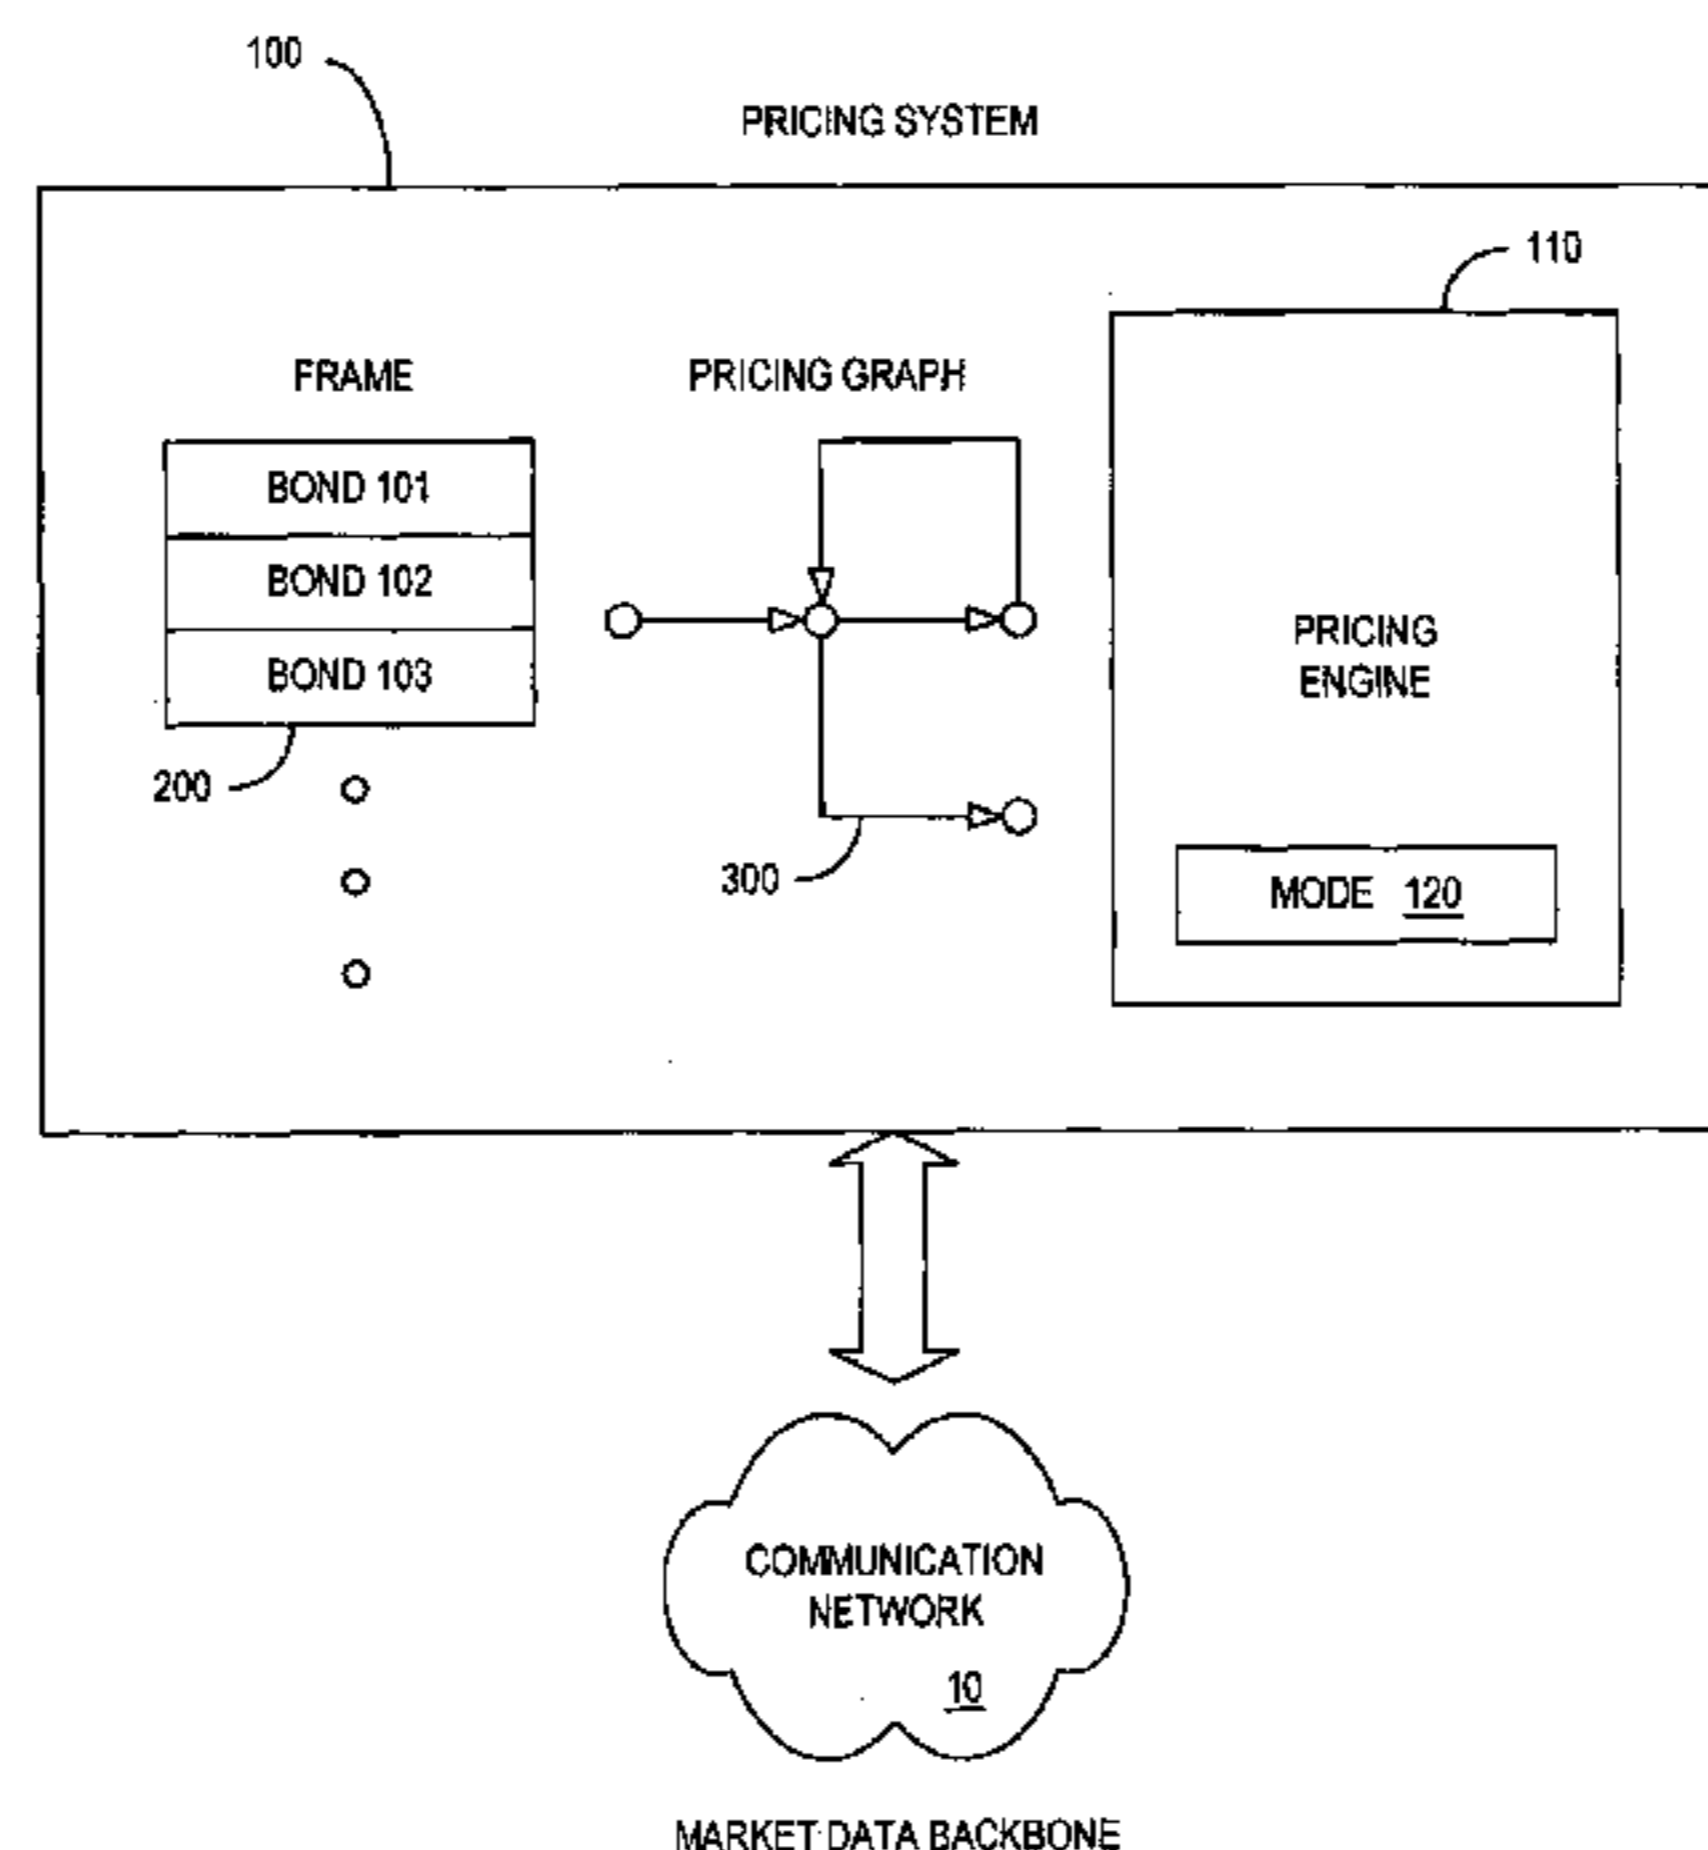 100
PRICING SYSTEM
110
FRAME
PRICING GRAPH
BOND 101
BOND 102
BOND 103
200
300
PRICING
ENGINE
MODE 120
COMMUNICATION
NETWORK
10
MARKET DATA BACKBONE